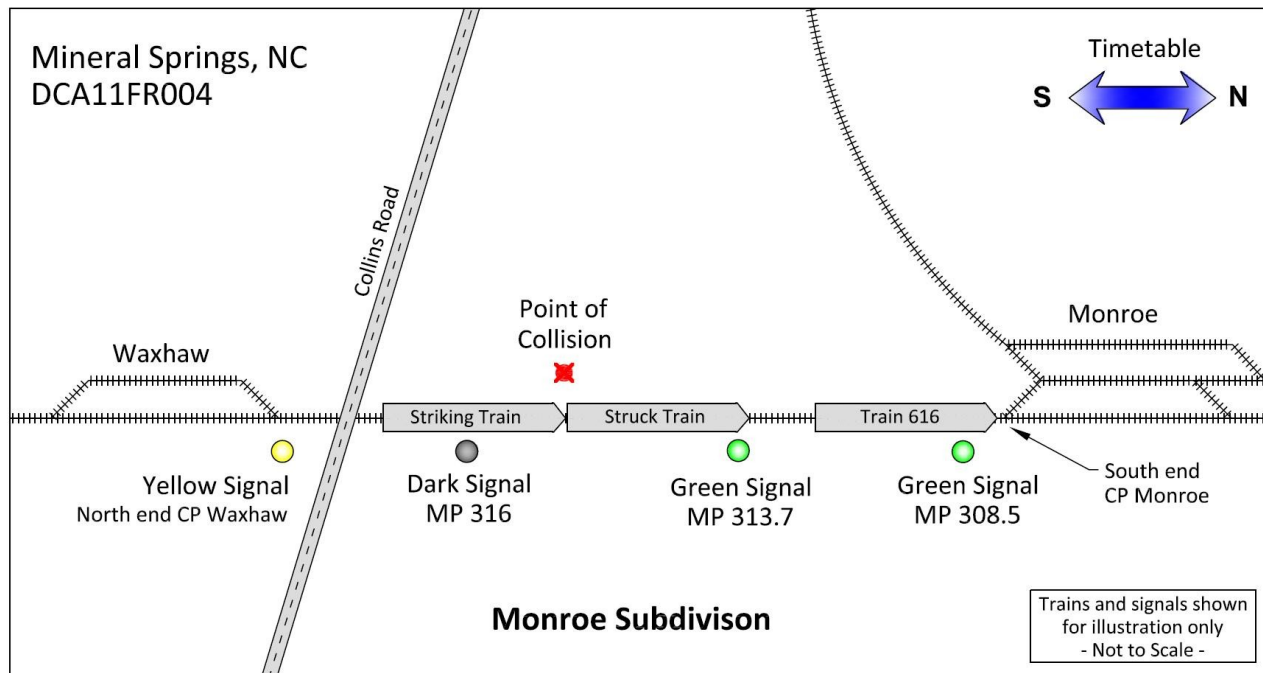 Mineral Springs, NC
DCA11FR004
Timetable
S
N
Collins Road
Point of
Collision
Waxhaw
Monroe
Striking Train
Struck Train
Train 616
Yellow Signal
North end CP Waxhaw
Dark Signal
MP 316
Green Signal
MP 313.7
Green Signal
MP 308.5
South end
CP Monroe
Monroe Subdivison
Trains and signals shown
for illustration only
- Not to Scale -